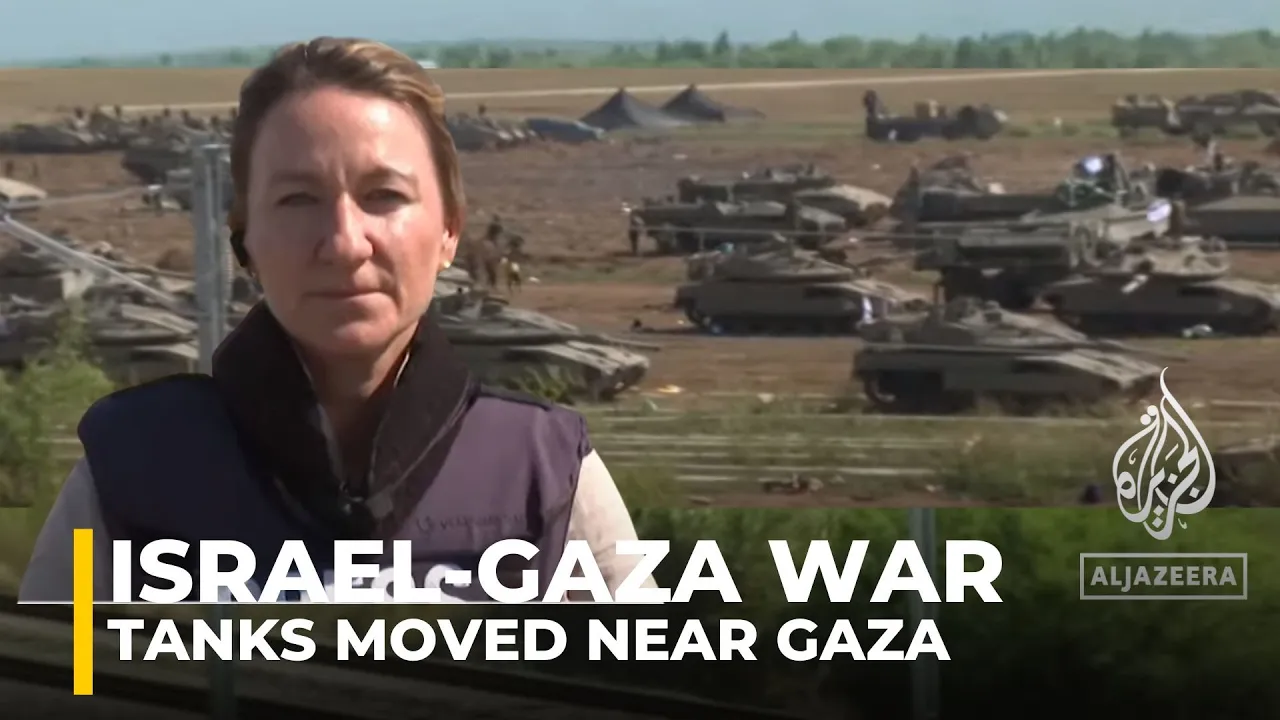 الجزيرة
ALJAZEERA
ISRAEL-GAZA WAR
TANKS MOVED NEAR GAZA